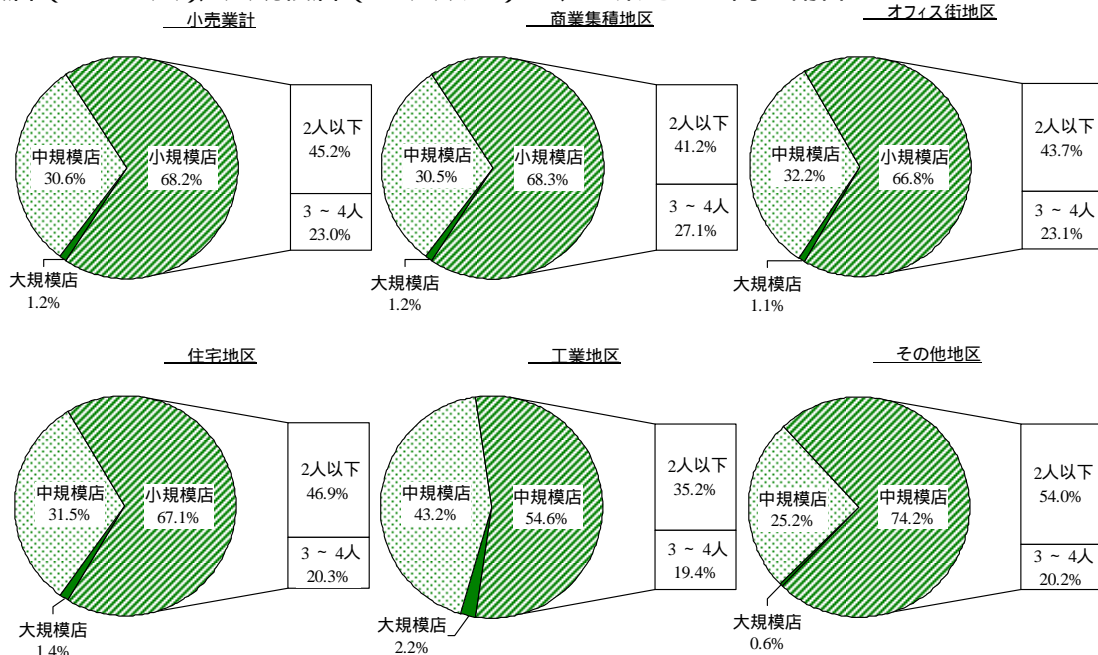 小売業計
中規模店
30.6%
小規模店
68.2%
2人以下
45.2%
3 ~ 4人
23.0%
大規模店
1.2%
商業集積地区
中規模店
30.5%
小規模店
68.3%
2人以下
41.2%
3 ~ 4人
27.1%
大規模店
1.2%
オフィス街地区
中規模店
32.2%
小規模店
66.8%
2人以下
43.7%
3 ~ 4人
23.1%
大規模店
1.1%
住宅地区
中規模店
31.5%
小規模店
67.1%
2人以下
46.9%
3 ~ 4人
20.3%
大規模店
1.4%
工業地区
中規模店
43.2%
中規模店
54.6%
2人以下
35.2%
3 ~ 4人
19.4%
大規模店
2.2%
その他地区
中規模店
25.2%
中規模店
74.2%
2人以下
54.0%
3 ~ 4人
20.2%
大規模店
0.6%